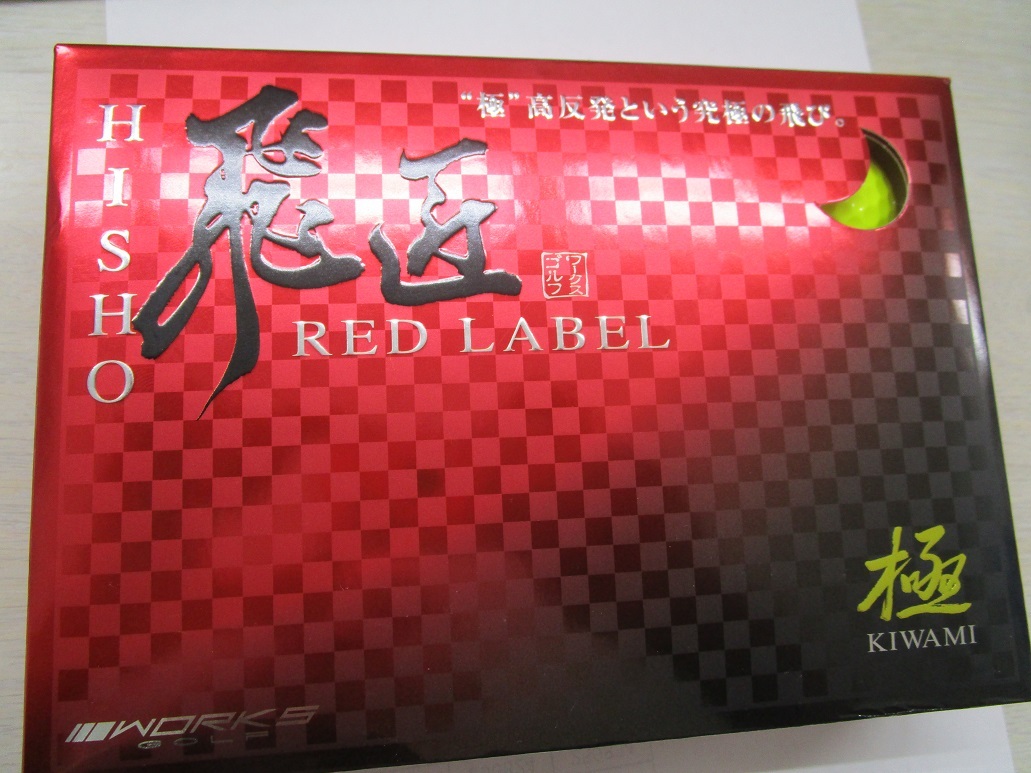 “極”高反発という究極の飛び。
HISHO
飛匠
ワークス
ゴルフ
RED LABEL
極
KIWAMI
WORKS
GOLF